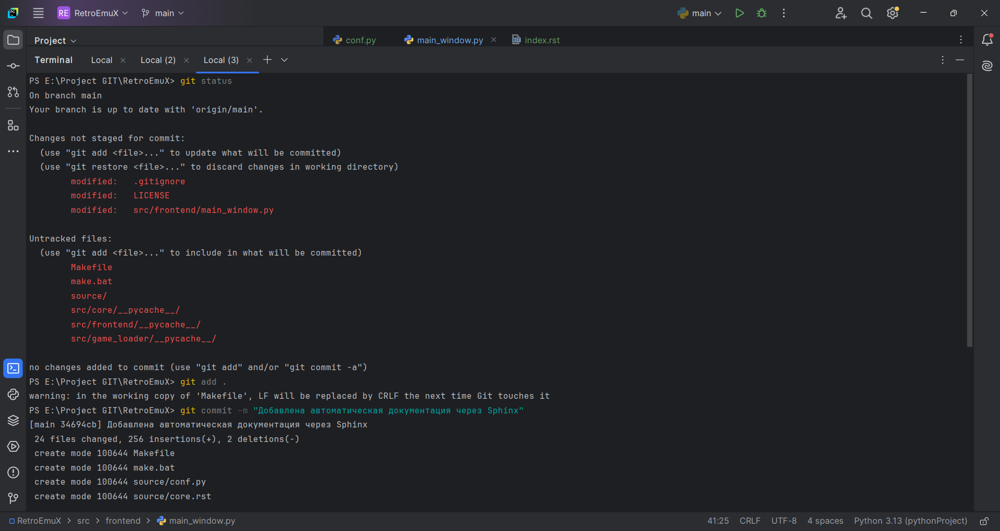 RE RetroEmuX main main
Project conf.py main_window.py index.rst
Terminal Local Local (2) Local (3)
PS E:\Project GIT\RetroEmuX> git status
On branch main
Your branch is up to date with 'origin/main'.
Changes not staged for commit:
(use "git add <file>..." to update what will be committed)
(use "git restore <file>..." to discard changes in working directory)
modified: .gitignore
modified: LICENSE
modified: src/frontend/main_window.py
Untracked files:
(use "git add <file>..." to include in what will be committed)
Makefile
make.bat
source/
src/core/__pycache__/
src/frontend/__pycache__/
src/game_loader/__pycache__/
no changes added to commit (use "git add" and/or "git commit -a")
PS E:\Project GIT\RetroEmuX> git add .
warning: in the working copy of 'Makefile', LF will be replaced by CRLF the next time Git touches it
PS E:\Project GIT\RetroEmuX> git commit -m "Добавлена автоматическая документация через Sphinx"
[main 34694cb] Добавлена автоматическая документация через Sphinx
24 files changed, 256 insertions(+), 2 deletions(-)
create mode 100644 Makefile
create mode 100644 make.bat
create mode 100644 source/conf.py
create mode 100644 source/core.rst
RetroEmuX > src > frontend > main_window.py 41:25 CRLF UTF-8 4 spaces Python 3.13 (pythonProject)